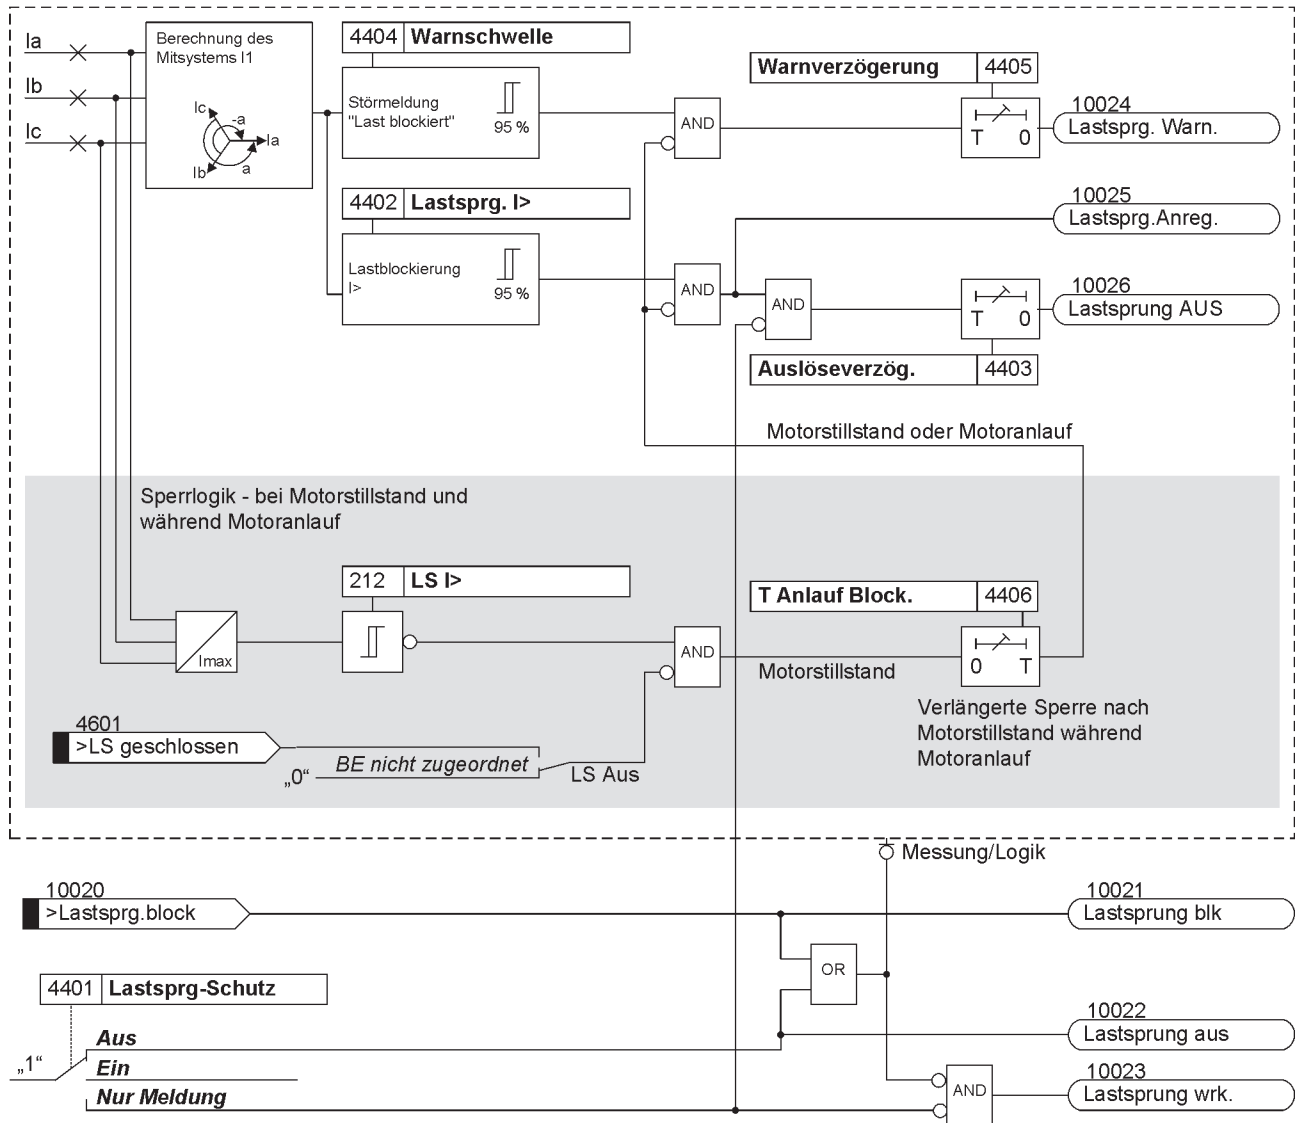 Ia
Ib
Ic
Berechnung des
Mitsystems I1
Ic
-a
Ia
Ib
a
4404 Warnschwelle
Störmeldung
"Last blockiert"
95 %
AND
Warnverzögerung 4405
T 0
10024
Lastsprg. Warn.
4402 Lastsprg. I>
Lastblockierung
I>
95 %
AND
AND
10025
Lastsprg.Anreg.
T 0
10026
Lastsprung AUS
Auslöseverzög. 4403
Motorstillstand oder Motoranlauf
Sperrlogik - bei Motorstillstand und
während Motoranlauf
212 LS I>
Imax
AND
Motorstillstand
T Anlauf Block. 4406
0 T
Verlängerte Sperre nach
Motorstillstand während
Motoranlauf
4601
>LS geschlossen
„0“
BE nicht zugeordnet
LS Aus
Messung/Logik
10020
>Lastsprg.block
10021
Lastsprung blk
OR
4401 Lastsprg-Schutz
„1“
Aus
Ein
Nur Meldung
10022
Lastsprung aus
AND
10023
Lastsprung wrk.